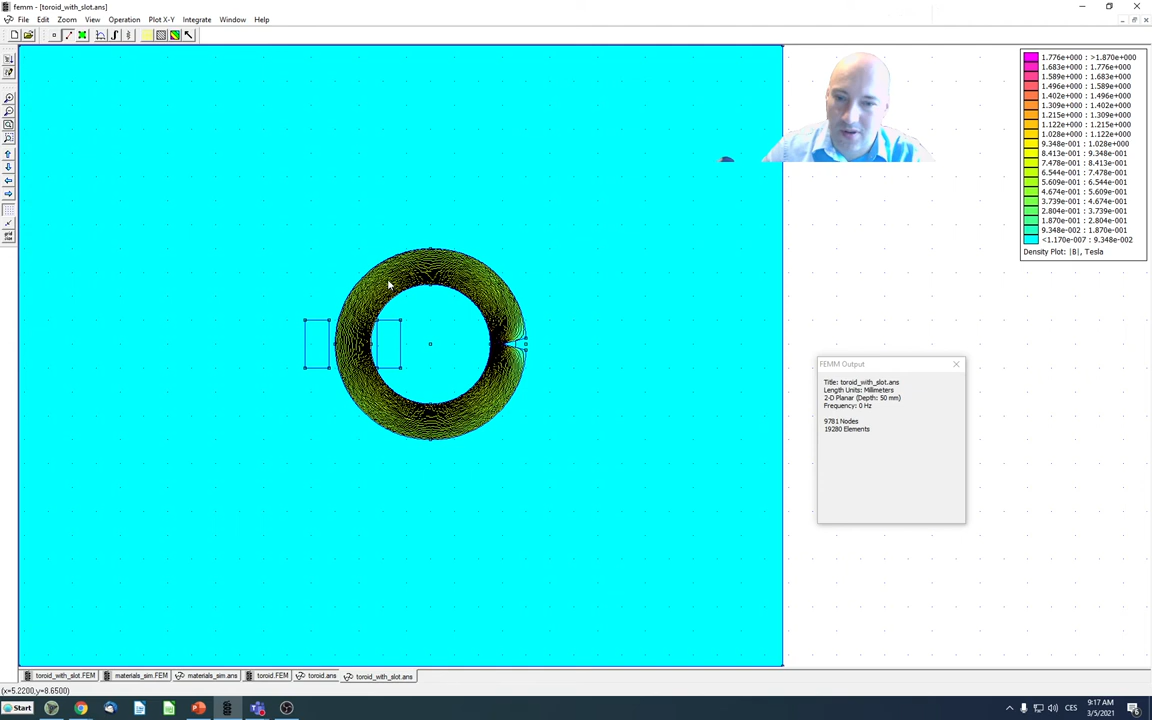 femm - [toroid_with_slot.ans]
File Edit Zoom View Operation Plot X-Y Integrate Window Help
1.776e+000 : >1.870e+000
1.683e+000 : 1.776e+000
1.589e+000 : 1.683e+000
1.496e+000 : 1.589e+000
1.402e+000 : 1.496e+000
1.309e+000 : 1.402e+000
1.215e+000 : 1.309e+000
1.122e+000 : 1.215e+000
1.028e+000 : 1.122e+000
9.348e-001 : 1.028e+000
8.413e-001 : 9.348e-001
7.478e-001 : 8.413e-001
6.544e-001 : 7.478e-001
5.609e-001 : 6.544e-001
4.674e-001 : 5.609e-001
3.739e-001 : 4.674e-001
2.804e-001 : 3.739e-001
1.870e-001 : 2.804e-001
9.348e-002 : 1.870e-001
<1.170e-007 : 9.348e-002
Density Plot: |B|, Tesla
FEMM Output
Title: toroid_with_slot.ans
Length Units: Millimeters
2-D Planar (Depth: 50 mm)
Frequency: 0 Hz
9781 Nodes
19280 Elements
toroid_with_slot.FEM materials_sim.FEM materials_sim.ans toroid.FEM toroid.ans toroid_with_slot.ans
(x=5.2200,y=8.6500)
Start CES 9:17 AM
3/5/2021 6